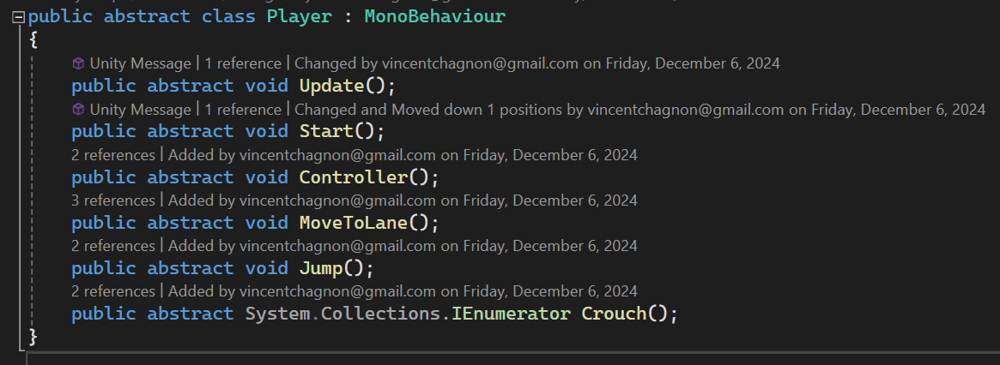 public abstract class Player : MonoBehaviour
{
Unity Message | 1 reference | Changed by vincentchagnon@gmail.com on Friday, December 6, 2024
public abstract void Update();
Unity Message | 1 reference | Changed and Moved down 1 positions by vincentchagnon@gmail.com on Friday, December 6, 2024
public abstract void Start();
2 references | Added by vincentchagnon@gmail.com on Friday, December 6, 2024
public abstract void Controller();
3 references | Added by vincentchagnon@gmail.com on Friday, December 6, 2024
public abstract void MoveToLane();
2 references | Added by vincentchagnon@gmail.com on Friday, December 6, 2024
public abstract void Jump();
2 references | Added by vincentchagnon@gmail.com on Friday, December 6, 2024
public abstract System.Collections.IEnumerator Crouch();
}